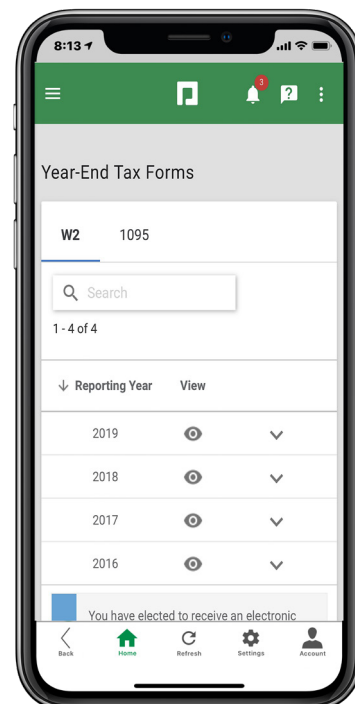 8:13
3
?
Year-End Tax Forms
W2 1095
Search
1 - 4 of 4
Reporting Year View
2019
2018
2017
2016
You have elected to receive an electronic
Back Home Refresh Settings Account